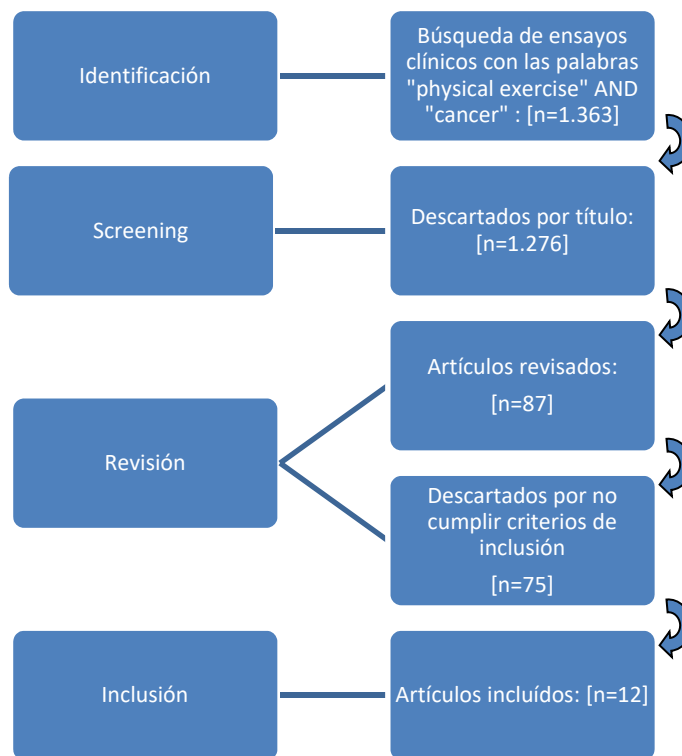 Identificación
Búsqueda de ensayos
clínicos con las palabras
"physical exercise" AND
"cancer" : [n=1.363]
Screening
Descartados por título:
[n=1.276]
Revisión
Artículos revisados:
[n=87]
Descartados por no
cumplir criterios de
inclusión
[n=75]
Inclusión
Artículos incluídos: [n=12]